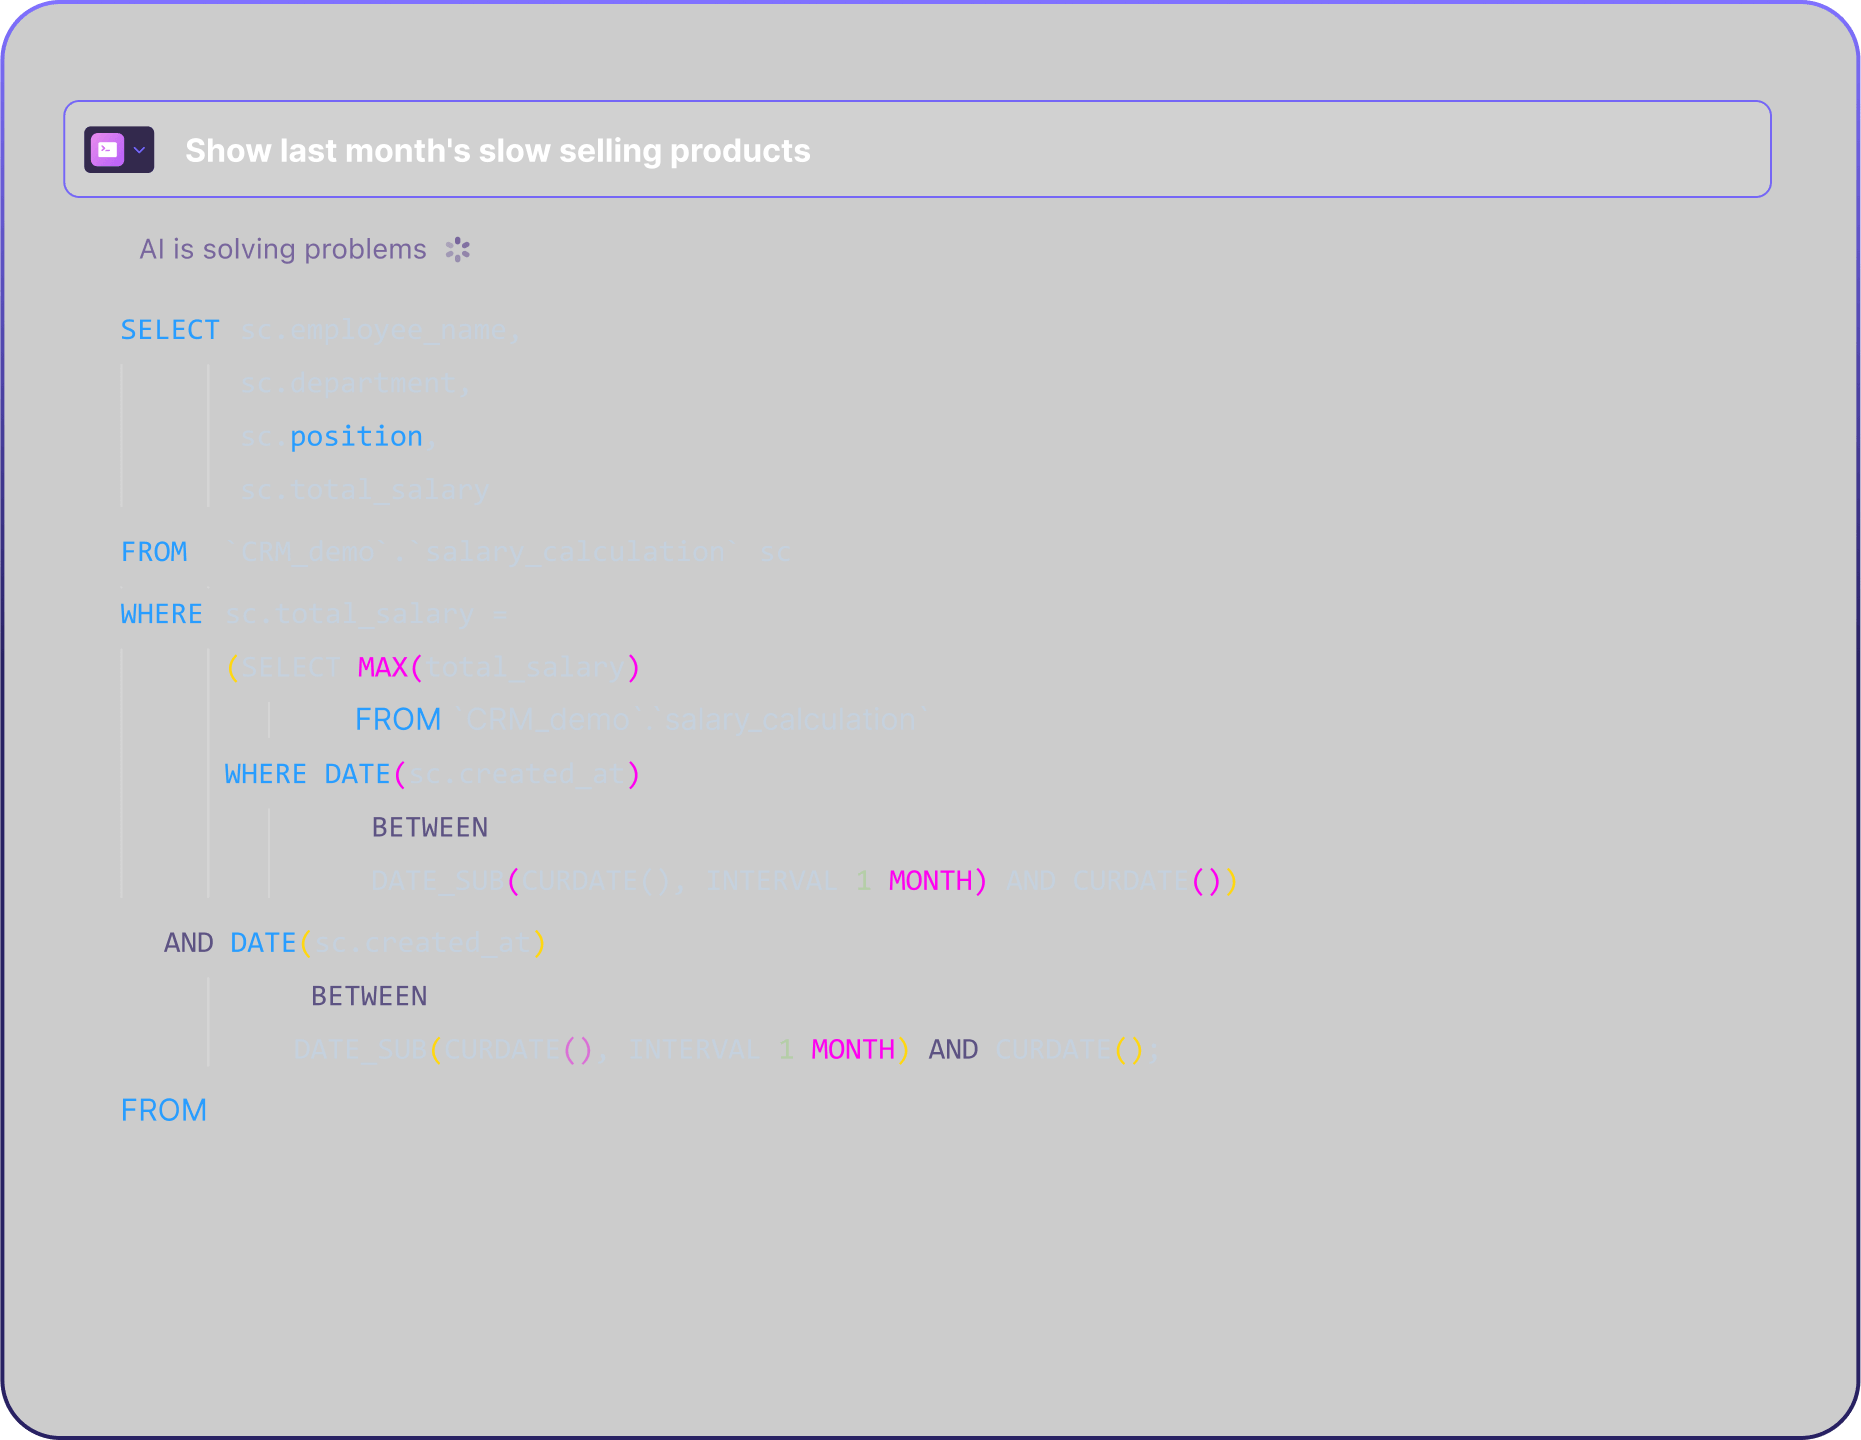 Show last month's slow selling products
AI is solving problems
SELECT sc.employee_name,
sc.department,
sc.position,
sc.total_salary
FROM `CRM_demo`.`salary_calculation` sc
WHERE sc.total_salary =
(SELECT MAX(total_salary)
FROM `CRM_demo`.`salary_calculation`
WHERE DATE(sc.created_at)
BETWEEN
DATE_SUB(CURDATE(), INTERVAL 1 MONTH) AND CURDATE())
AND DATE(sc.created_at)
BETWEEN
DATE_SUB(CURDATE(), INTERVAL 1 MONTH) AND CURDATE();
FROM